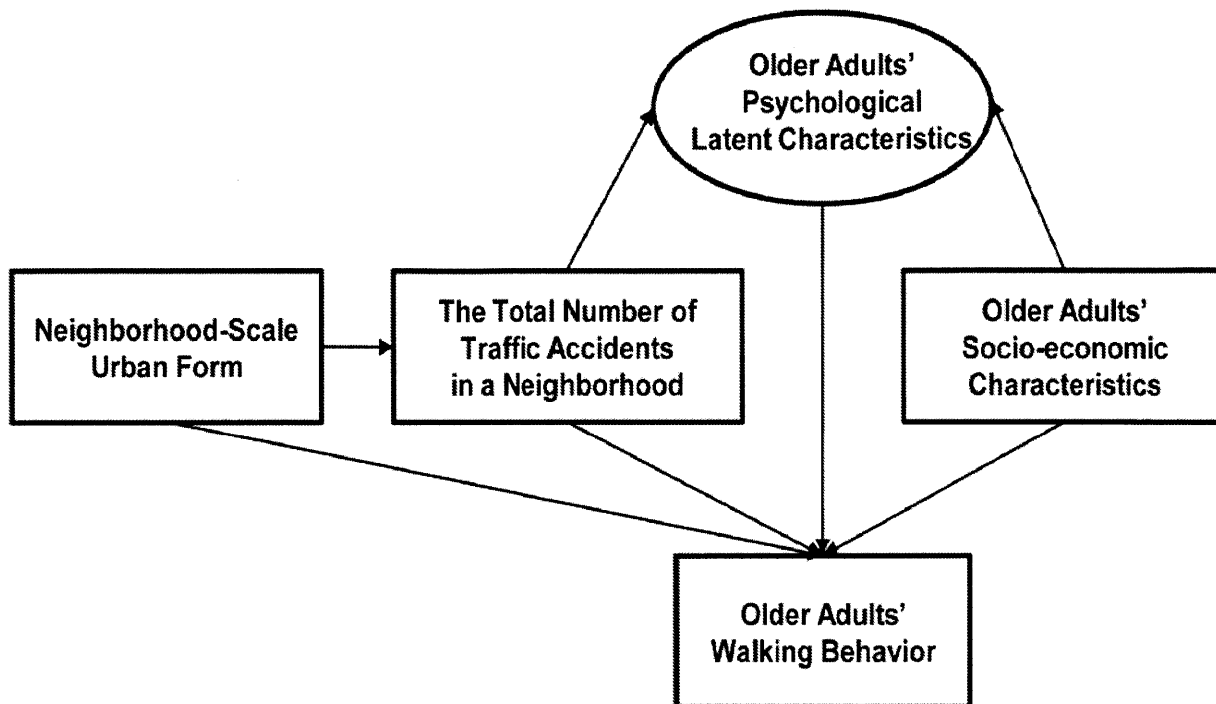 Older Adults'
Psychological
Latent Characteristics
Neighborhood-Scale
Urban Form
The Total Number of
Traffic Accidents
in a Neighborhood
Older Adults'
Socio-economic
Characteristics
Older Adults'
Walking Behavior